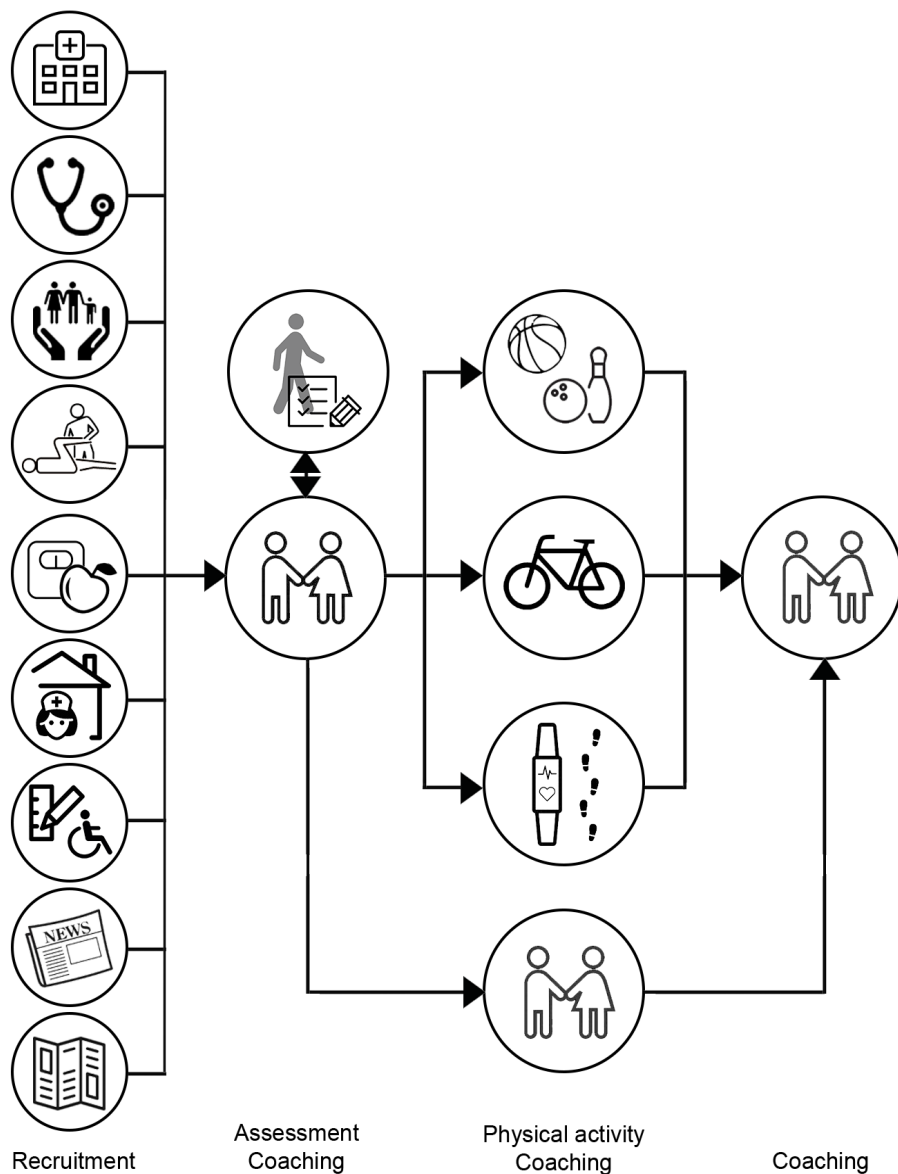 NEWS
Recruitment
Assessment
Coaching
Physical activity
Coaching
Coaching